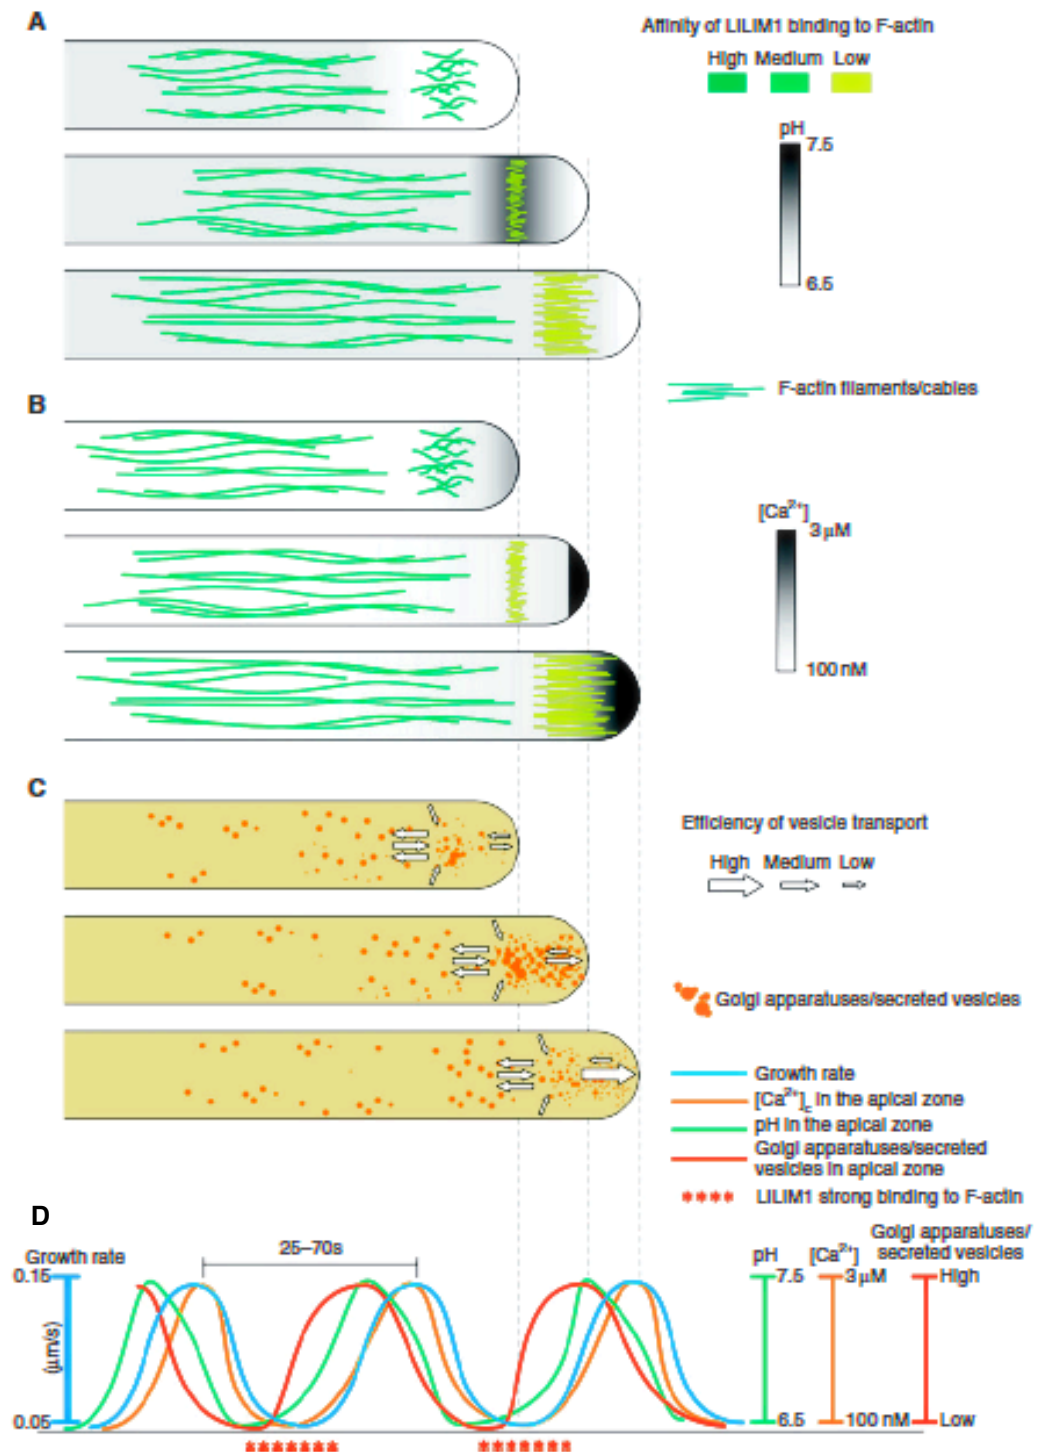 A
Affinity of LlLIM1 binding to F-actin
High Medium Low
pH
7.5
6.5
F-actin filaments/cables
B
[Ca²⁺]
3 μM
100 nM
C
Efficiency of vesicle transport
High Medium Low
Golgi apparatuses/secreted vesicles
Growth rate
[Ca²⁺]c in the apical zone
pH in the apical zone
Golgi apparatuses/secreted
vesicles in apical zone
**** LlLIM1 strong binding to F-actin
D
Growth rate
0.15
(μm/s)
0.05
25–70s
pH
7.5
6.5
[Ca²⁺]
3 μM
100 nM
Golgi apparatuses/
secreted vesicles
High
Low
******* *******